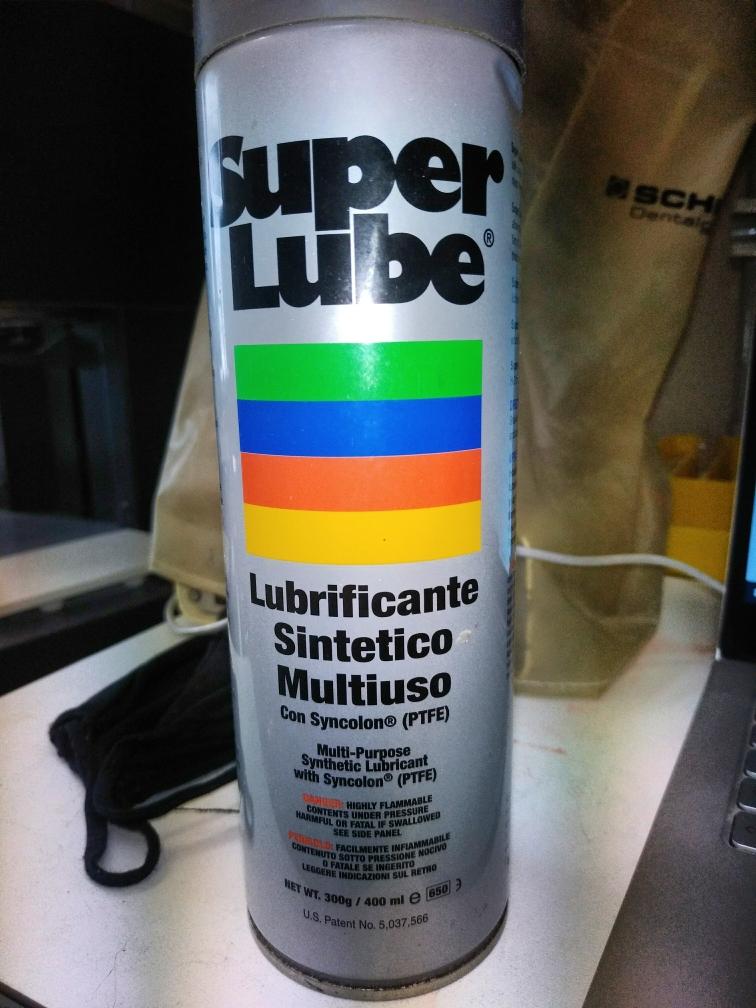 Super
Lube®
Lubrificante
Sintetico
Multiuso
Con Syncolon® (PTFE)
Multi-Purpose
Synthetic Lubricant
with Syncolon® (PTFE)
DANGER: HIGHLY FLAMMABLE
CONTENTS UNDER PRESSURE
HARMFUL OR FATAL IF SWALLOWED
SEE SIDE PANEL
PERICOLO: FACILMENTE INFIAMMABILE
CONTENUTO SOTTO PRESSIONE NOCIVO
O FATALE SE INGERITO
LEGGERE INDICAZIONI SUL RETRO
NET WT. 300g / 400 ml ℮ 650
U.S. Patent No. 5,037,566